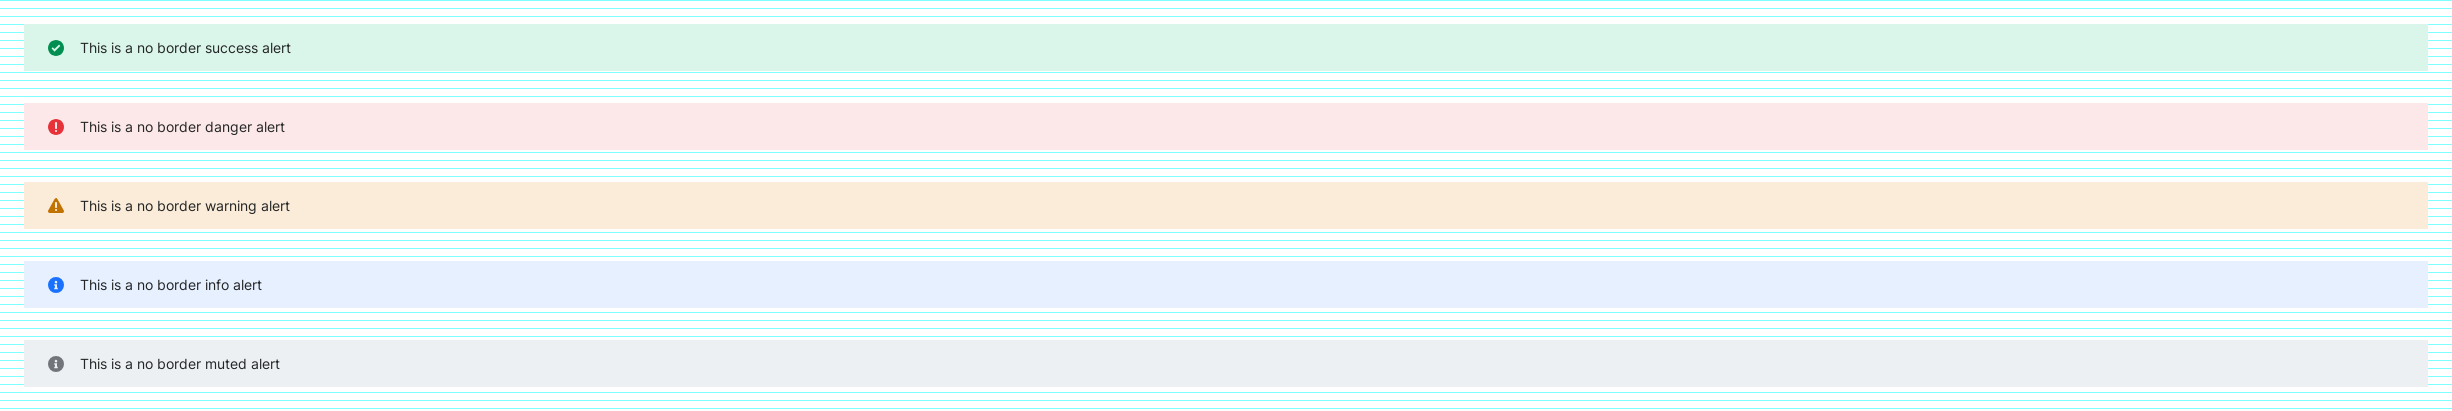 This is a no border success alert
This is a no border danger alert
This is a no border warning alert
This is a no border info alert
This is a no border muted alert